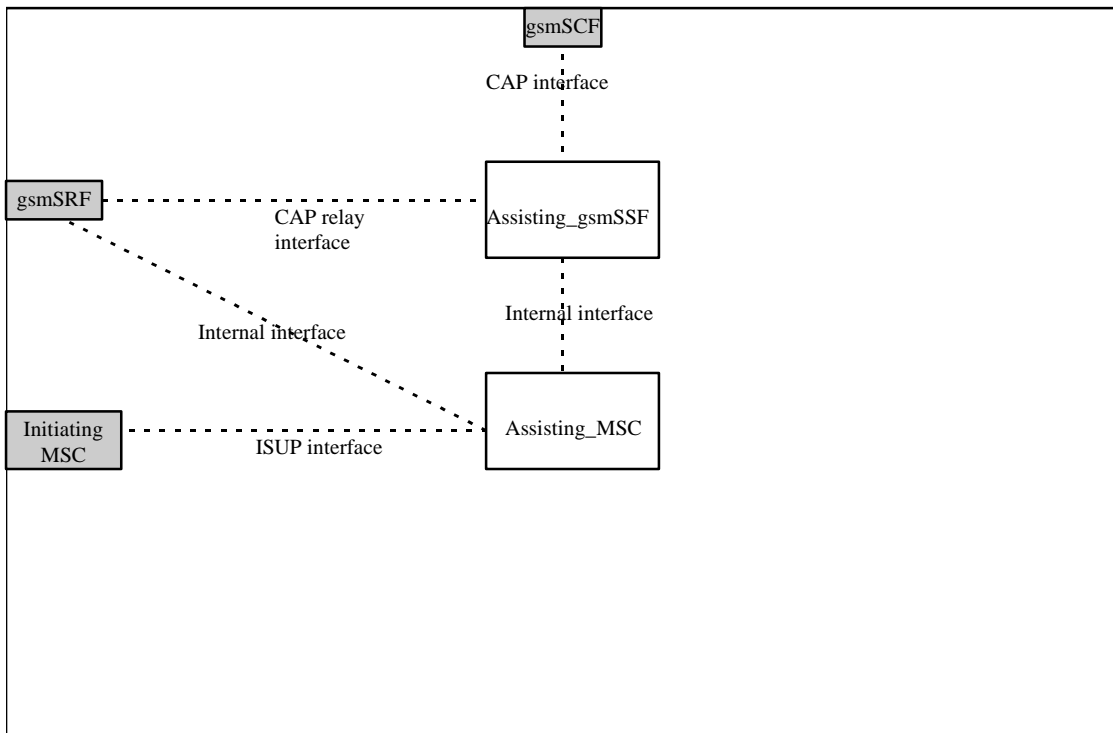 gsmSCF
CAP interface
gsmSRF
CAP relay
interface
Assisting_gsmSSF
Internal interface
Internal interface
Initiating
MSC
ISUP interface
Assisting_MSC